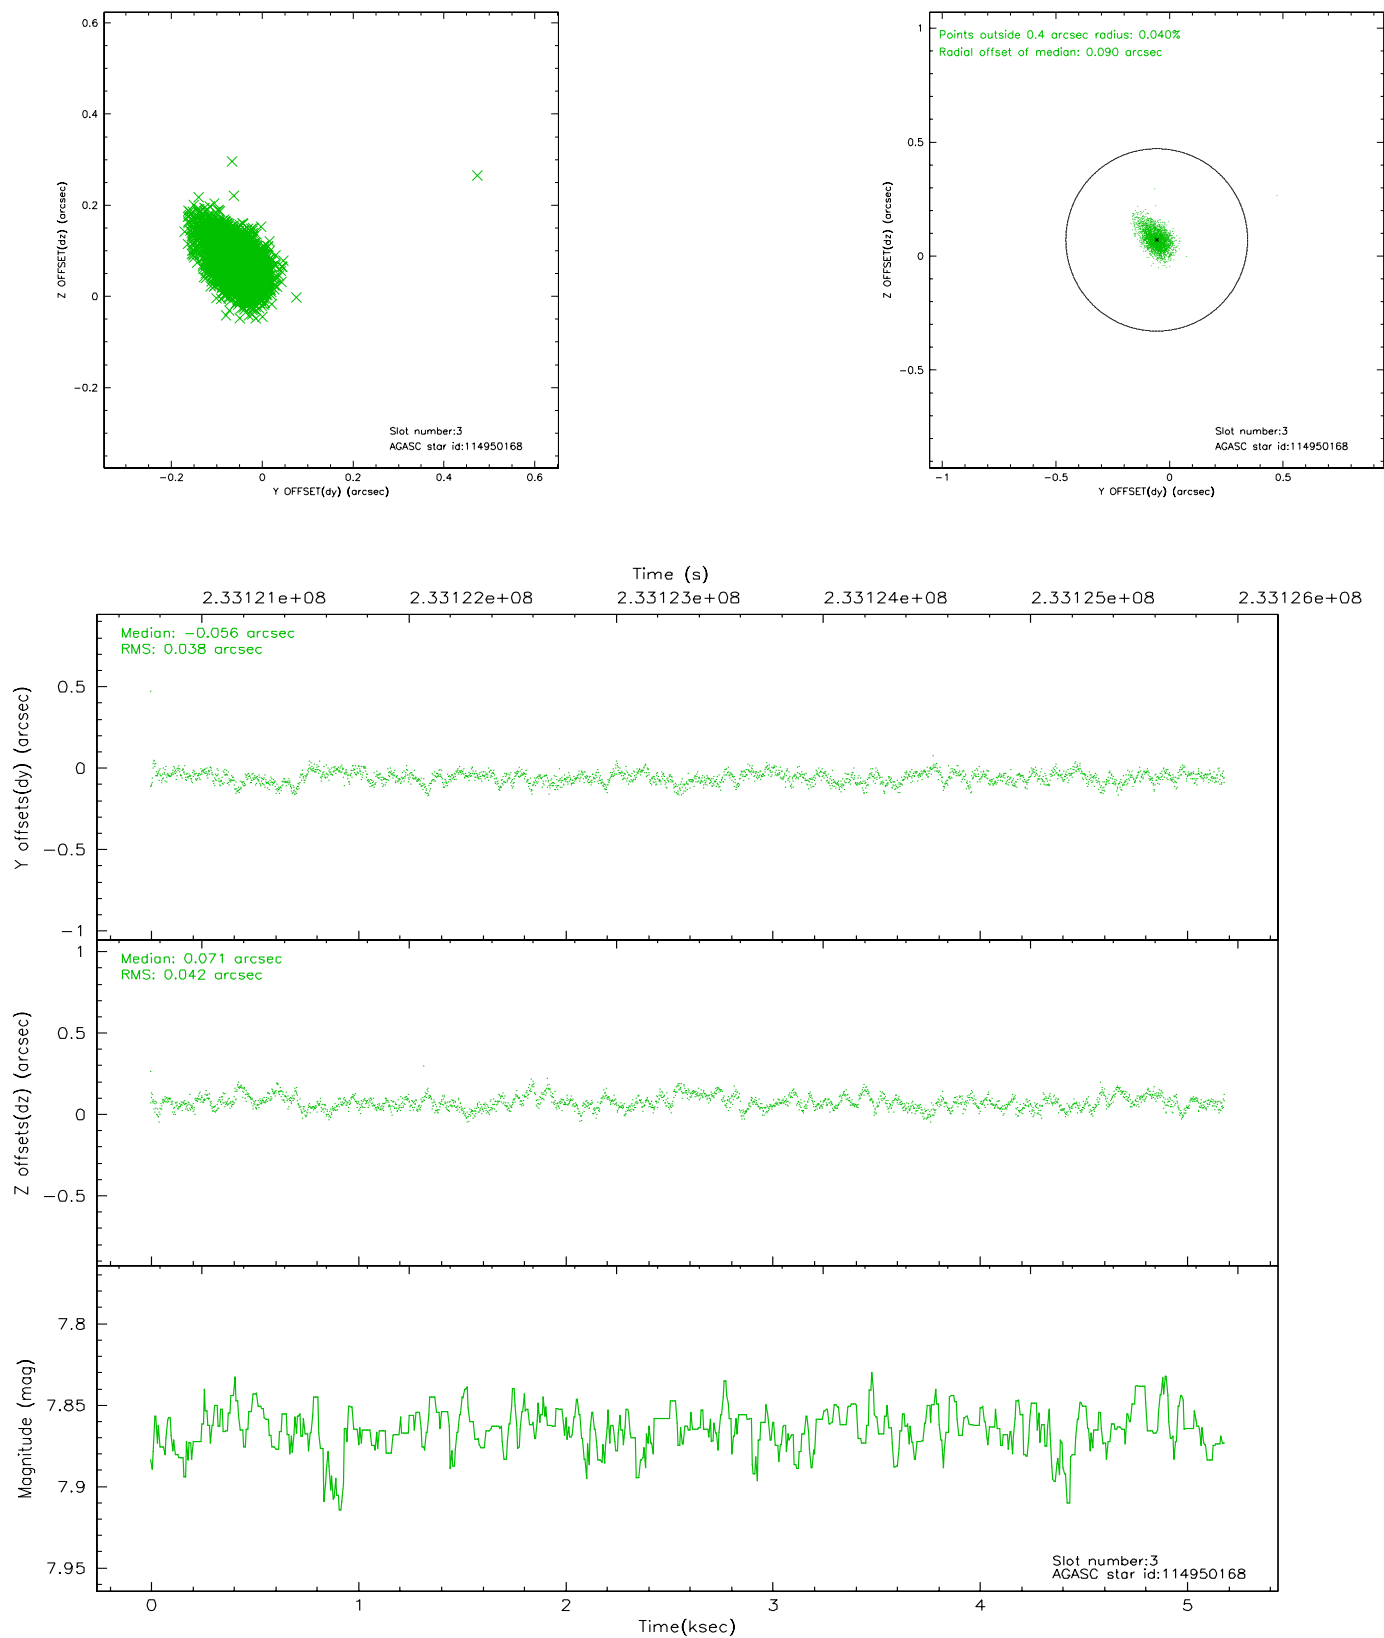 0.6
0.4
0.2
0
−0.2
Z OFFSET(dz) (arcsec)
Slot number:3
AGASC star id:114950168
−0.2 0 0.2 0.4 0.6
Y OFFSET(dy) (arcsec)
Points outside 0.4 arcsec radius: 0.040%
Radial offset of median: 0.090 arcsec
1
0.5
0
−0.5
Z OFFSET(dz) (arcsec)
Slot number:3
AGASC star id:114950168
−1 −0.5 0 0.5
Y OFFSET(dy) (arcsec)
Time (s)
2.33121e+08 2.33122e+08 2.33123e+08 2.33124e+08 2.33125e+08 2.33126e+08
Median: −0.056 arcsec
RMS: 0.038 arcsec
0.5
0
−0.5
−1
Y offsets(dy) (arcsec)
Median: 0.071 arcsec
RMS: 0.042 arcsec
1
0.5
0
−0.5
Z offsets(dz) (arcsec)
7.8
7.85
7.9
7.95
Magnitude (mag)
Slot number:3
AGASC star id:114950168
0 1 2 3 4 5
Time(ksec)